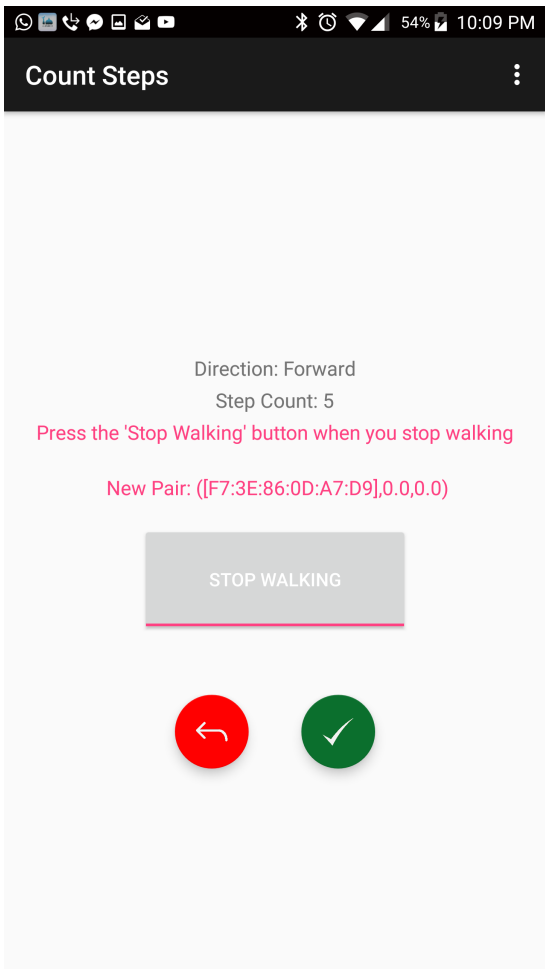 54% 10:09 PM
Count Steps
Direction: Forward
Step Count: 5
Press the 'Stop Walking' button when you stop walking
New Pair: ([F7:3E:86:0D:A7:D9],0.0,0.0)
STOP WALKING